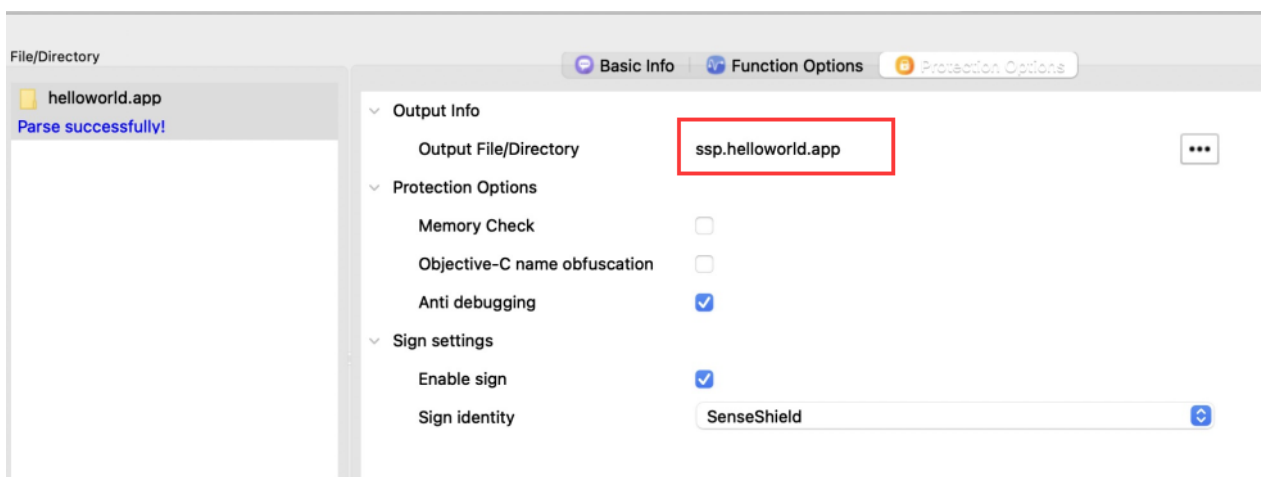 File/Directory
Basic Info
Function Options
Protection Options
helloworld.app
Parse successfully!
Output Info
Output File/Directory
ssp.helloworld.app
•••
Protection Options
Memory Check
Objective-C name obfuscation
Anti debugging
Sign settings
Enable sign
Sign identity
SenseShield